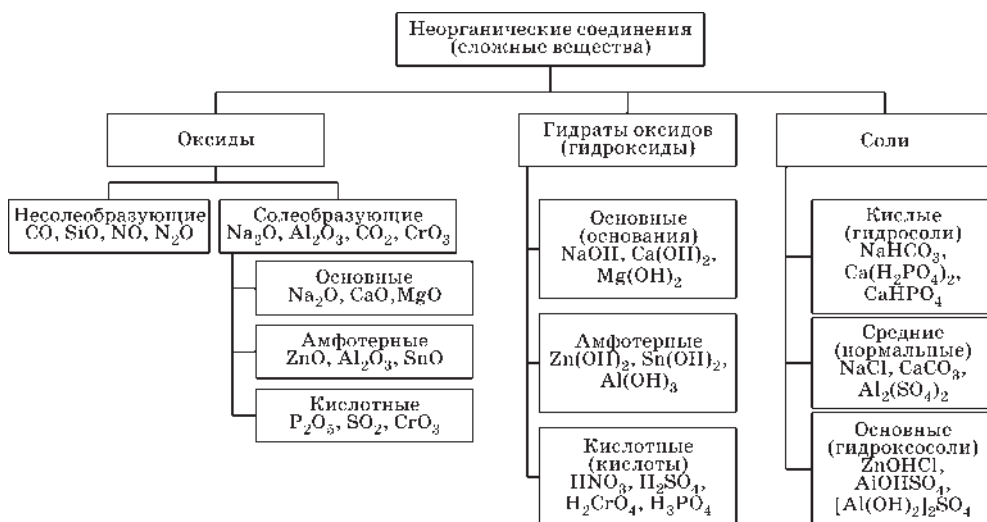 Неорганические соединения
(сложные вещества)
Оксиды
Гидраты оксидов
(гидроксиды)
Соли
Несолеобразующие
CO, SiO, NO, N₂O
Солеобразующие
Na₂O, Al₂O₃, CO₂, CrO₃
Основные
Na₂O, CaO,MgO
Амфотерные
ZnO, Al₂O₃, SnO
Кислотные
P₂O₅, SO₂, CrO₃
Основные
(основания)
NaOH, Ca(OH)₂,
Mg(OH)₂
Амфотерные
Zn(OH)₂, Sn(OH)₂,
Al(OH)₃
Кислотные
(кислоты)
HNO₃, H₂SO₄,
H₂CrO₄, H₃PO₄
Кислые
(гидросоли)
NaHCO₃,
Ca(H₂PO₄)₂,
CaHPO₄
Средние
(нормальные)
NaCl, CaCO₃,
Al₂(SO₄)₂
Основные
(гидроксосоли)
ZnOHCl,
AlOHSO₄,
[Al(OH)₂]₂SO₄